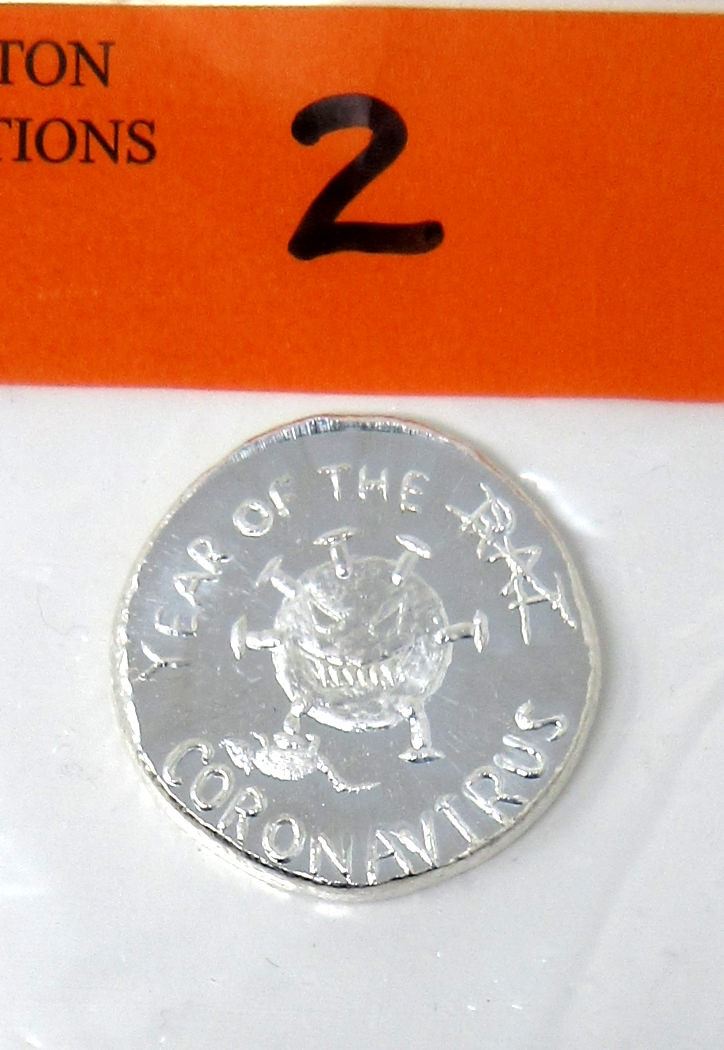 TON
TIONS
2
YEAR OF THE RAT
CORONAVIRUS